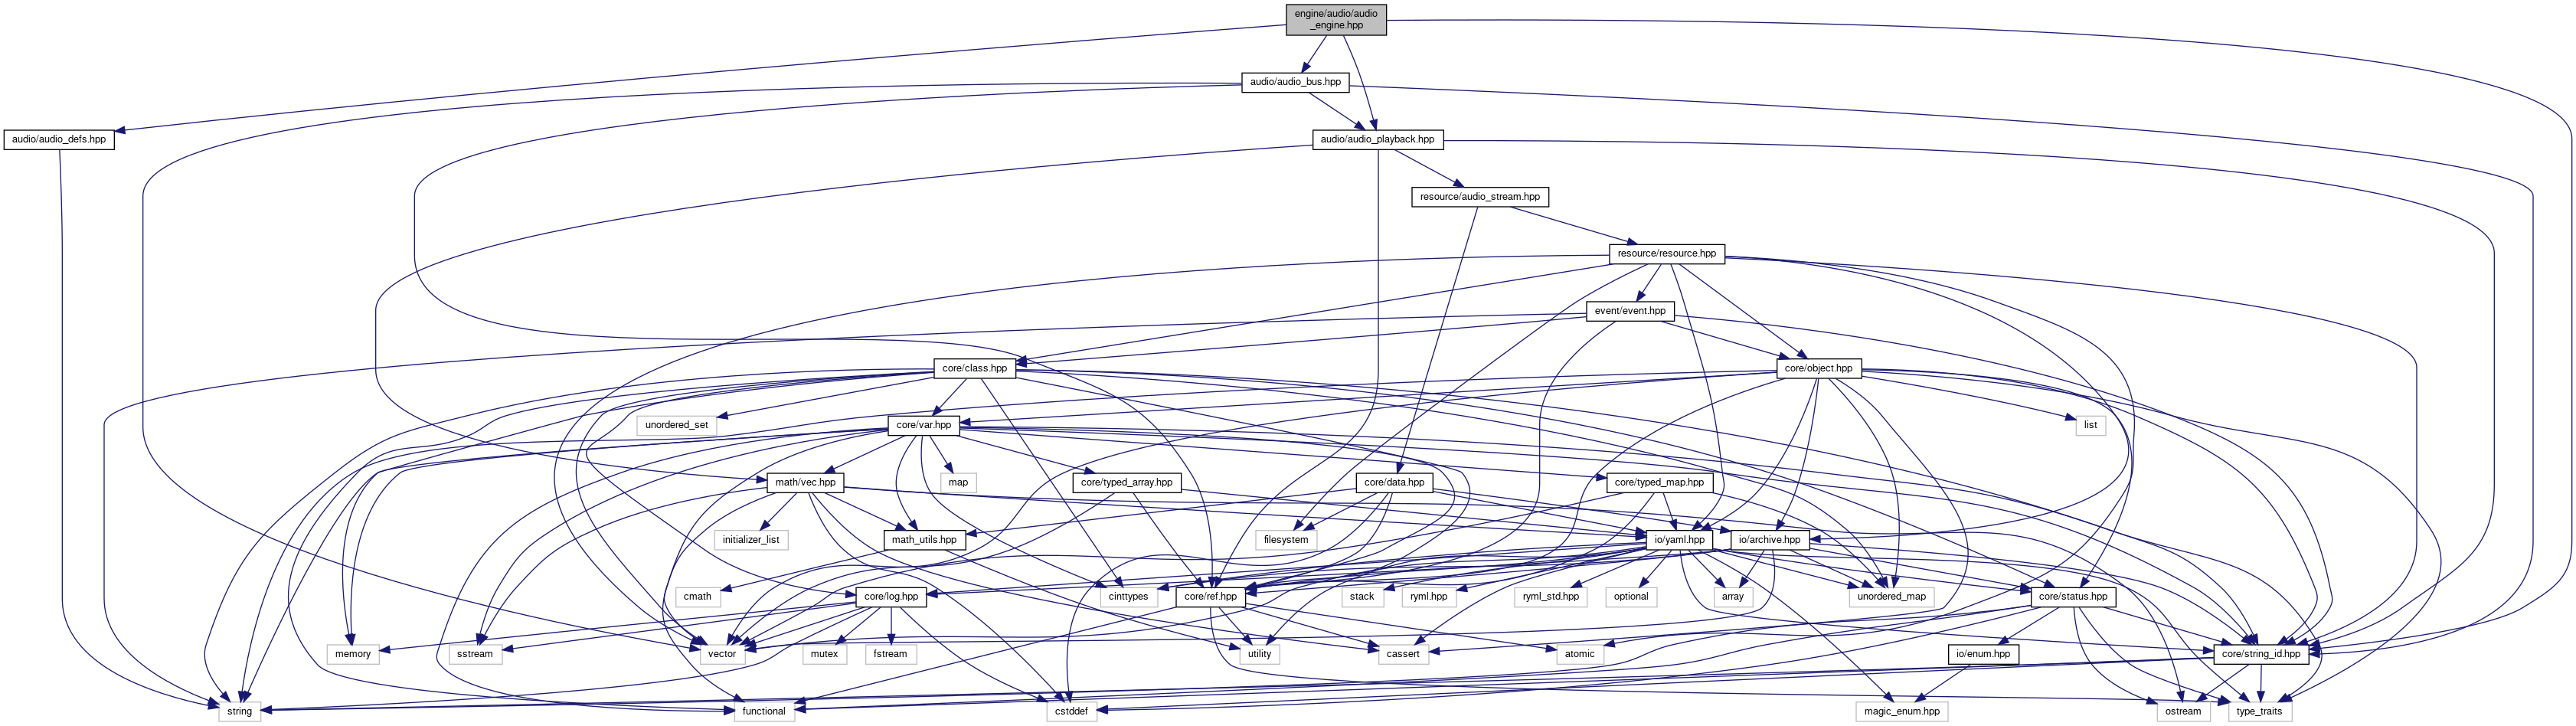 engine/audio/audio
_engine.hpp
audio/audio_bus.hpp
audio/audio_defs.hpp
audio/audio_playback.hpp
resource/audio_stream.hpp
resource/resource.hpp
event/event.hpp
core/class.hpp
core/object.hpp
unordered_set
core/var.hpp
list
math/vec.hpp
map
core/typed_array.hpp
core/data.hpp
core/typed_map.hpp
initializer_list
math_utils.hpp
filesystem
io/yaml.hpp
io/archive.hpp
cmath
core/log.hpp
cinttypes
core/ref.hpp
stack
ryml.hpp
ryml_std.hpp
optional
array
unordered_map
core/status.hpp
memory
sstream
vector
mutex
fstream
utility
cassert
atomic
io/enum.hpp
core/string_id.hpp
string
functional
cstddef
magic_enum.hpp
ostream
type_traits